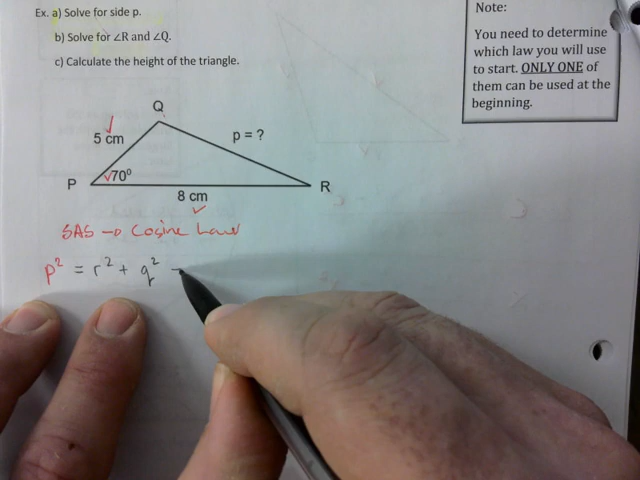 Ex. a) Solve for side p.
b) Solve for ∠R and ∠Q.
c) Calculate the height of the triangle.
Note:
You need to determine
which law you will use
to start. ONLY ONE of
them can be used at the
beginning.
Q
5 cm
p = ?
P
70⁰
R
8 cm
SAS → Cosine Law
p² = r² + q² –